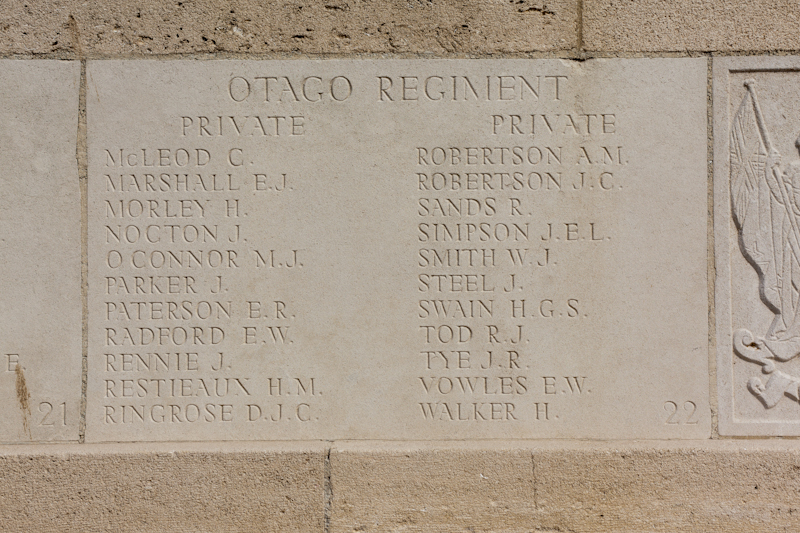 OTAGO REGIMENT
PRIVATE
McLEOD C.
MARSHALL E.J.
MORLEY H.
NOCTON J.
O'CONNOR M.J.
PARKER J.
PATERSON E.R.
RADFORD E.W.
RENNIE J.
RESTIEAUX H.M.
RINGROSE D.J.C.
PRIVATE
ROBERTSON A.M.
ROBERTSON J.C.
SANDS R.
SIMPSON J.E.L.
SMITH W.J.
STEEL J.
SWAIN H.G.S.
TOD R.J.
TYE J.R.
VOWLES E.W.
WALKER H.
22
E
21